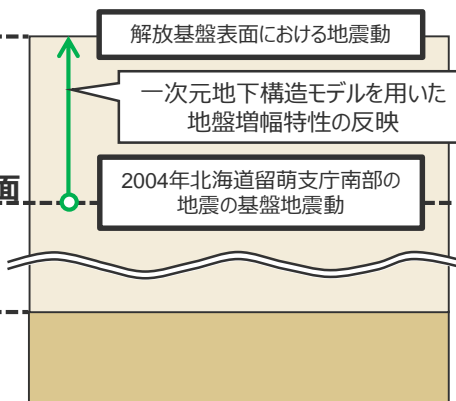 解放基盤表面における地震動
一次元地下構造モデルを用いた
地盤増幅特性の反映
面
2004年北海道留萌支庁南部の
地震の基盤地震動